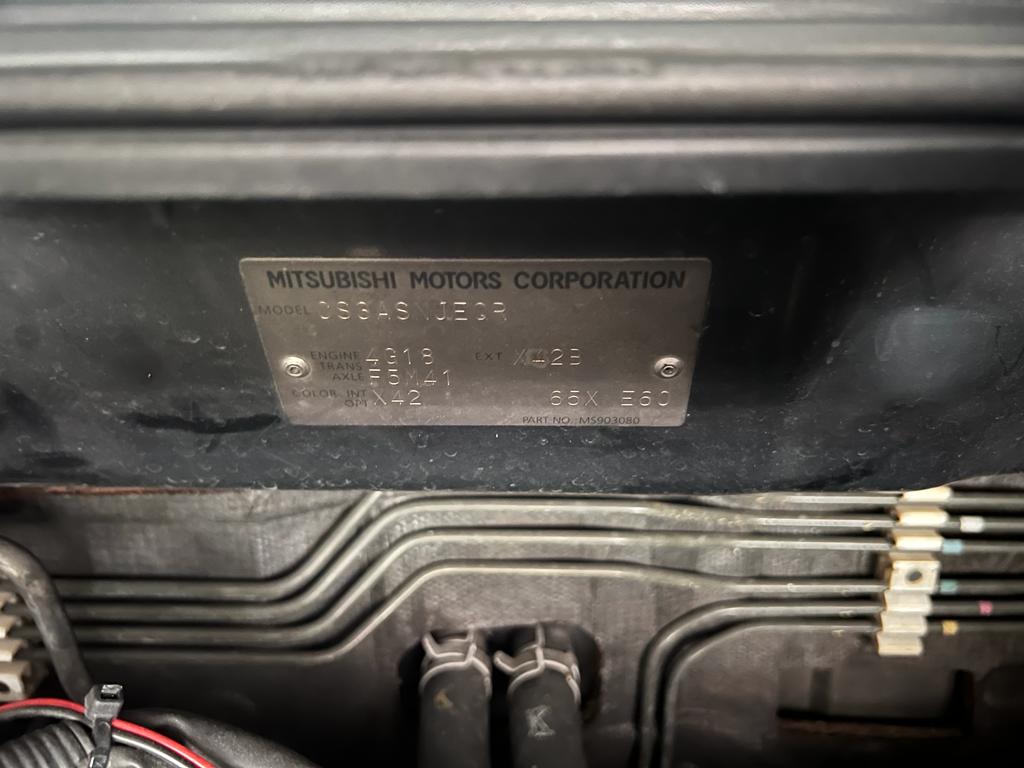 MITSUBISHI MOTORS CORPORATION
MODEL CS3ASNJECR
ENGINE 4G18 EXT X42B
TRANS AXLE F5M41
COLOR, INT OPT X42 65X E60
PART NO. MS903080
K